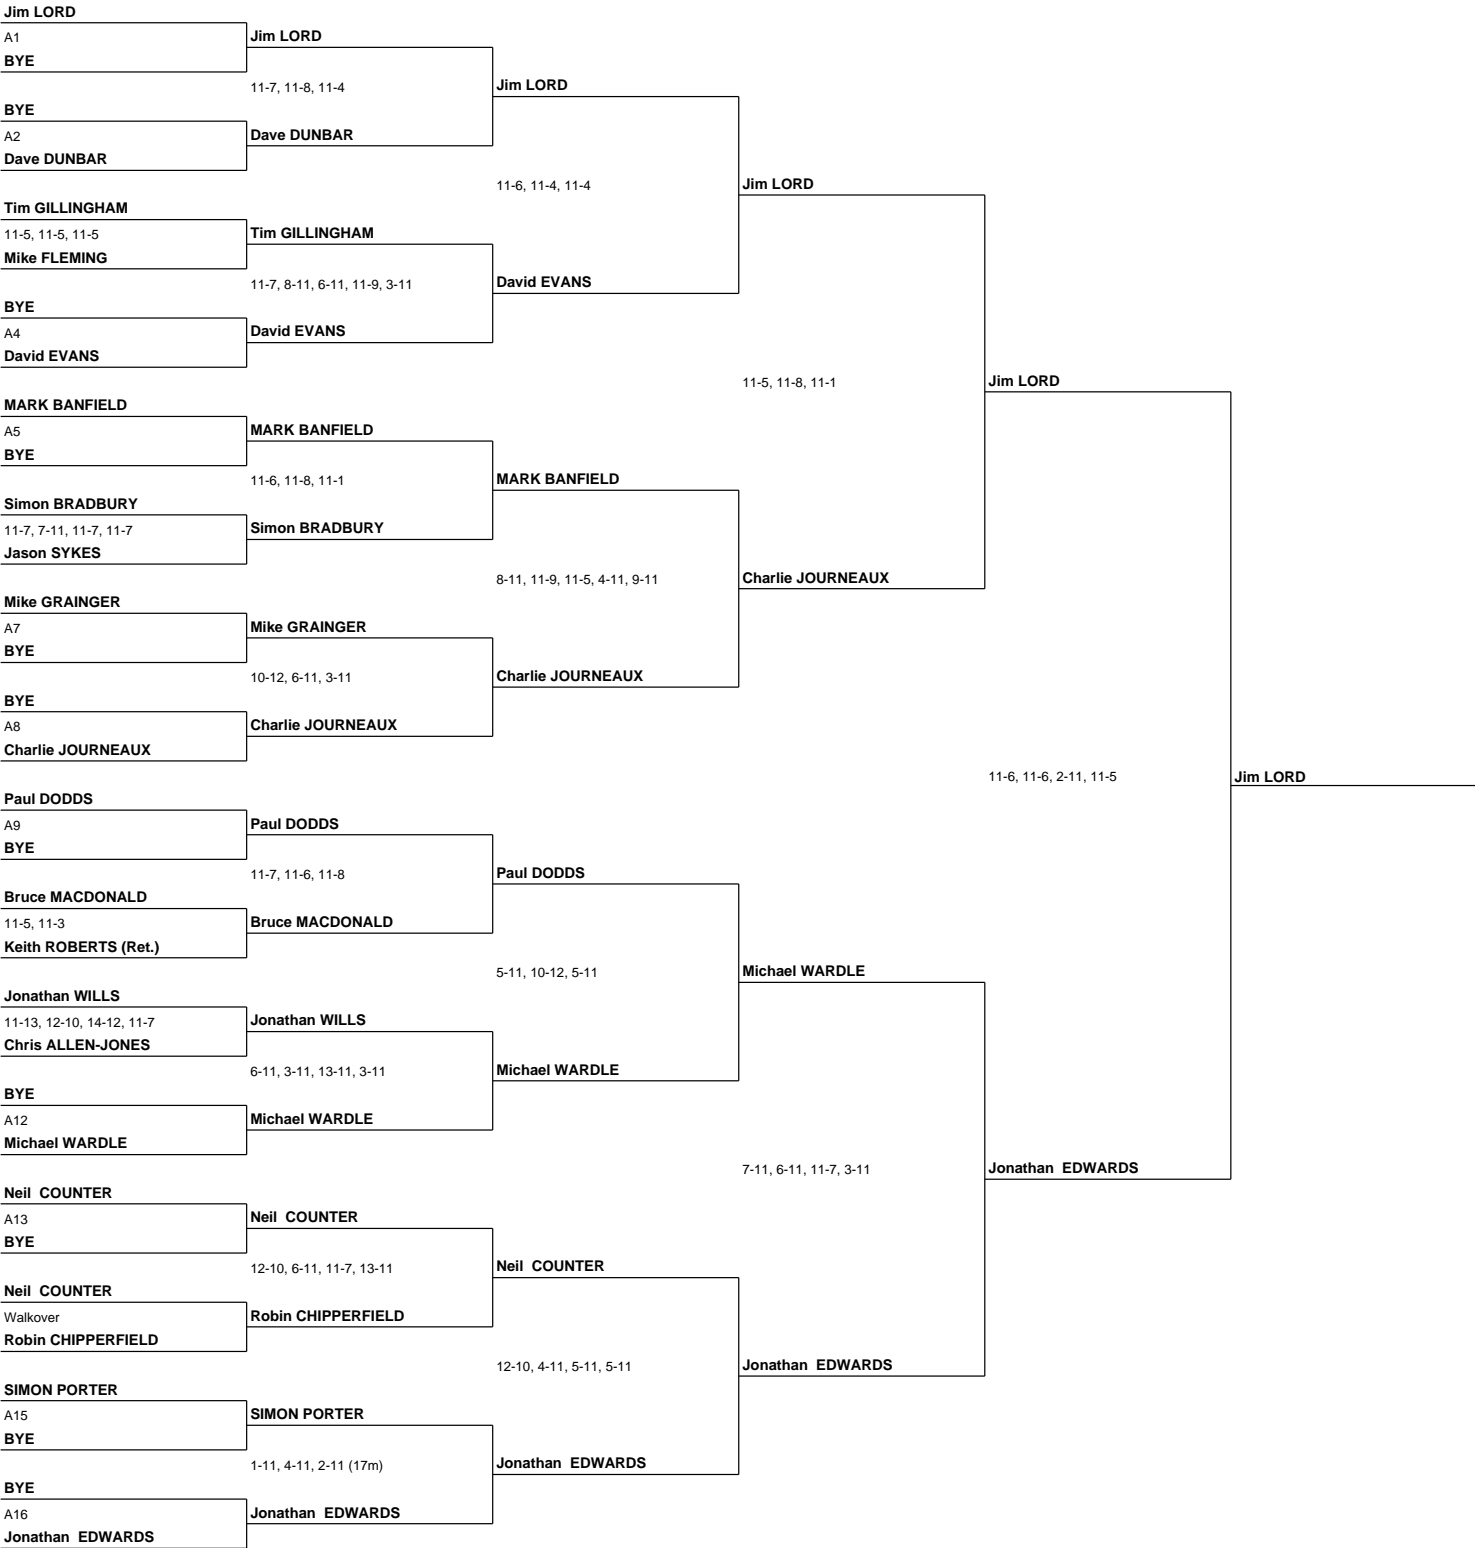 Jim LORD
A1
BYE
BYE
A2
Dave DUNBAR
Tim GILLINGHAM
11-5, 11-5, 11-5
Mike FLEMING
BYE
A4
David EVANS
MARK BANFIELD
A5
BYE
Simon BRADBURY
11-7, 7-11, 11-7, 11-7
Jason SYKES
Mike GRAINGER
A7
BYE
BYE
A8
Charlie JOURNEAUX
Paul DODDS
A9
BYE
Bruce MACDONALD
11-5, 11-3
Keith ROBERTS (Ret.)
Jonathan WILLS
11-13, 12-10, 14-12, 11-7
Chris ALLEN-JONES
BYE
A12
Michael WARDLE
Neil  COUNTER
A13
BYE
Neil  COUNTER
Walkover
Robin CHIPPERFIELD
SIMON PORTER
A15
BYE
BYE
A16
Jonathan  EDWARDS
Jim LORD
11-7, 11-8, 11-4
Dave DUNBAR
Tim GILLINGHAM
11-7, 8-11, 6-11, 11-9, 3-11
David EVANS
MARK BANFIELD
11-6, 11-8, 11-1
Simon BRADBURY
Mike GRAINGER
10-12, 6-11, 3-11
Charlie JOURNEAUX
Paul DODDS
11-7, 11-6, 11-8
Bruce MACDONALD
Jonathan WILLS
6-11, 3-11, 13-11, 3-11
Michael WARDLE
Neil  COUNTER
12-10, 6-11, 11-7, 13-11
Robin CHIPPERFIELD
SIMON PORTER
1-11, 4-11, 2-11 (17m)
Jonathan  EDWARDS
Jim LORD
11-6, 11-4, 11-4
David EVANS
MARK BANFIELD
8-11, 11-9, 11-5, 4-11, 9-11
Charlie JOURNEAUX
Paul DODDS
5-11, 10-12, 5-11
Michael WARDLE
Neil  COUNTER
12-10, 4-11, 5-11, 5-11
Jonathan  EDWARDS
Jim LORD
11-5, 11-8, 11-1
Charlie JOURNEAUX
Michael WARDLE
7-11, 6-11, 11-7, 3-11
Jonathan  EDWARDS
Jim LORD
11-6, 11-6, 2-11, 11-5
Jonathan  EDWARDS
Jim LORD